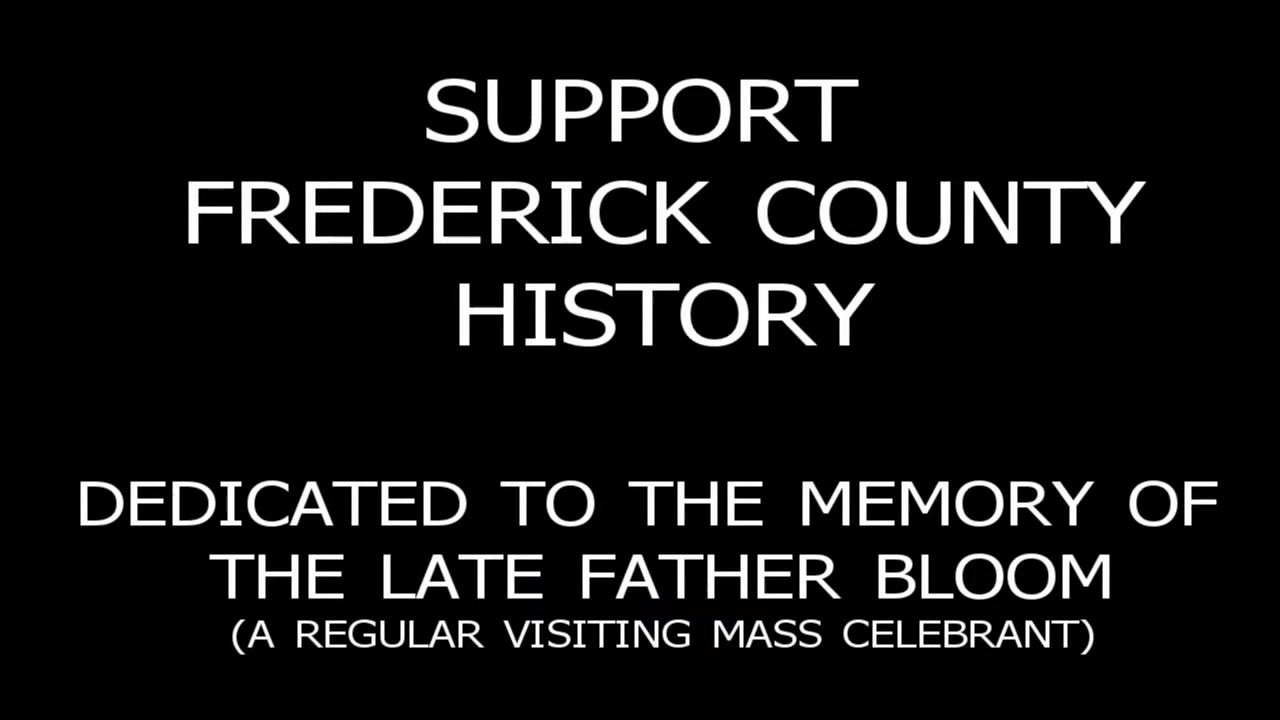 SUPPORT
FREDERICK COUNTY
HISTORY
DEDICATED TO THE MEMORY OF
THE LATE FATHER BLOOM
(A REGULAR VISITING MASS CELEBRANT)